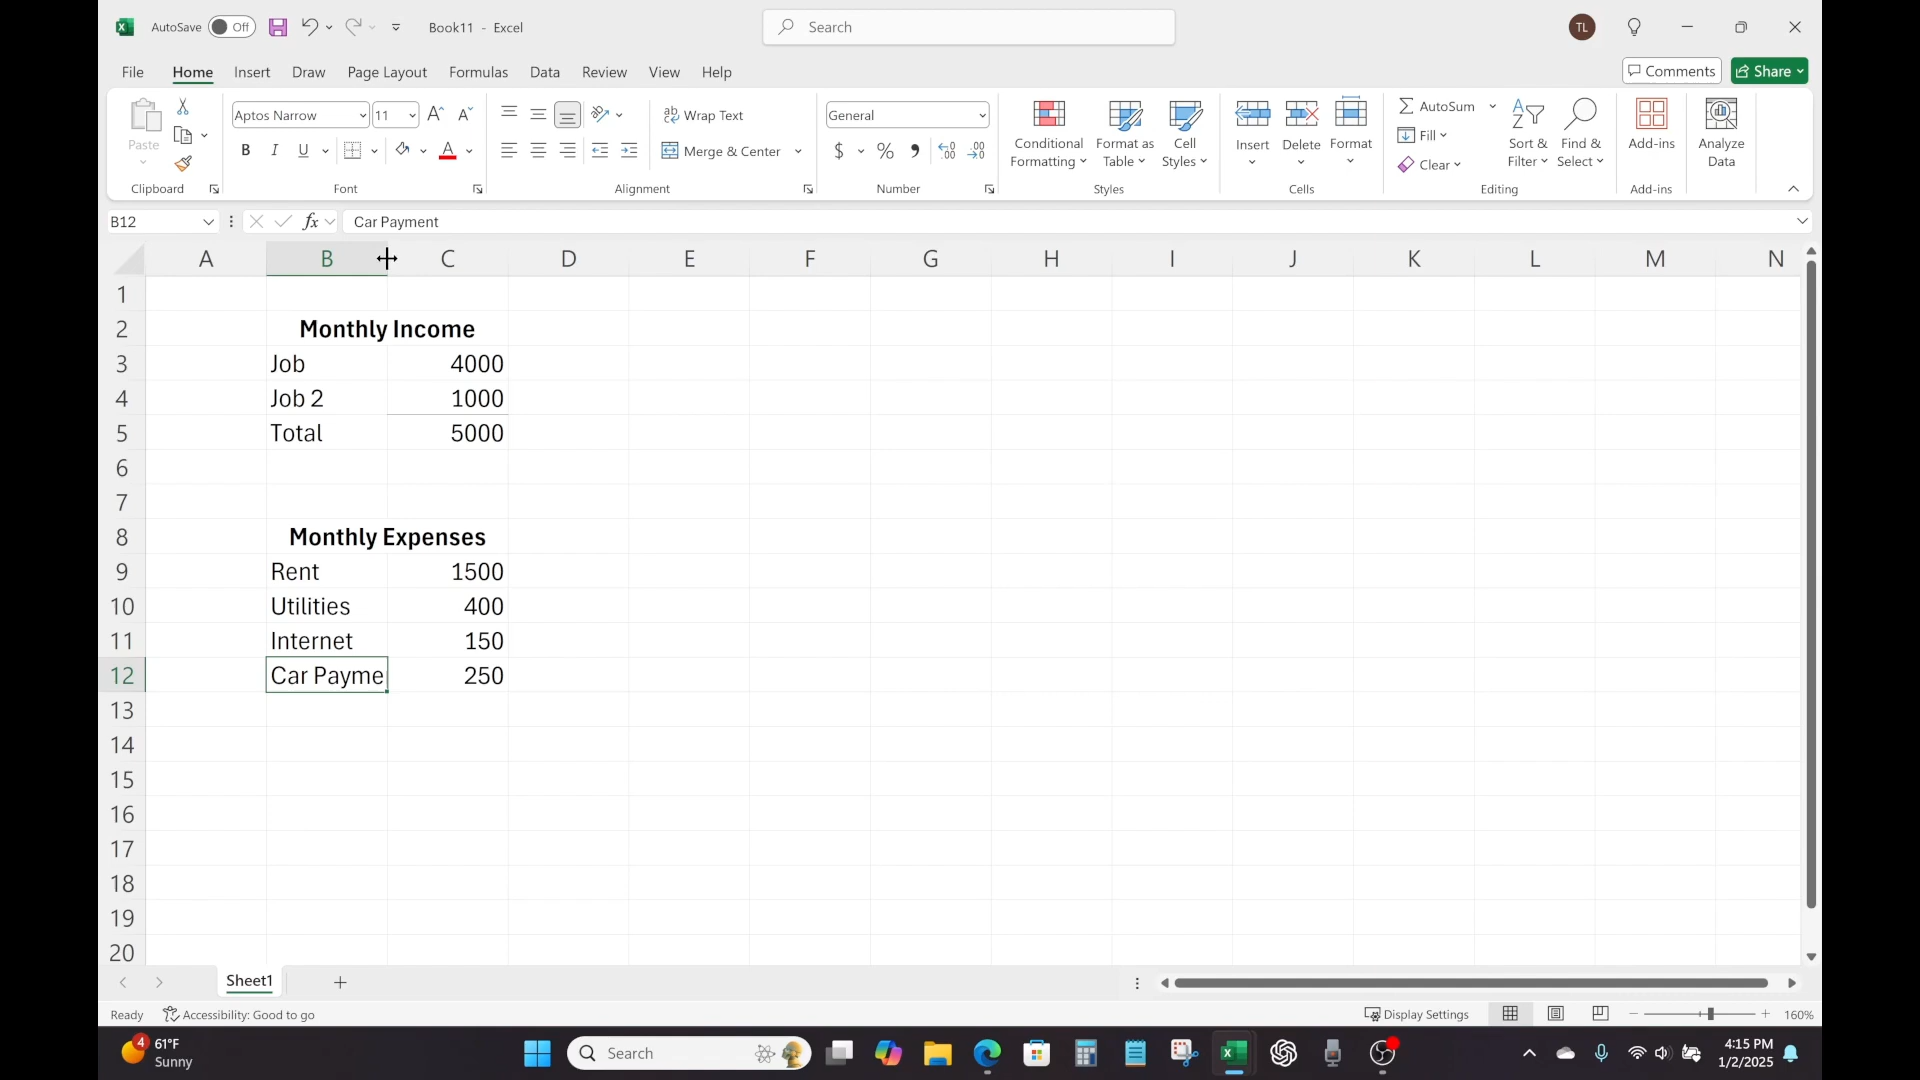 AutoSave Off Book11 - Excel Search TL
File Home Insert Draw Page Layout Formulas Data Review View Help Comments Share
Paste Aptos Narrow 11 Wrap Text General Conditional Formatting Format as Table Cell Styles Insert Delete Format AutoSum Sort & Filter Find & Select Add-ins Analyze Data
B I U A Merge & Center $ % Fill
Clear
Clipboard Font Alignment Number Styles Cells Editing Add-ins
B12 fx Car Payment
A B C D E F G H I J K L M N
1
2 Monthly Income
3 Job 4000
4 Job 2 1000
5 Total 5000
6
7
8 Monthly Expenses
9 Rent 1500
10 Utilities 400
11 Internet 150
12 Car Payme 250
13
14
15
16
17
18
19
20
Sheet1
Ready Accessibility: Good to go Display Settings 160%
4 61°F Search 4:15 PM
Sunny 1/2/2025